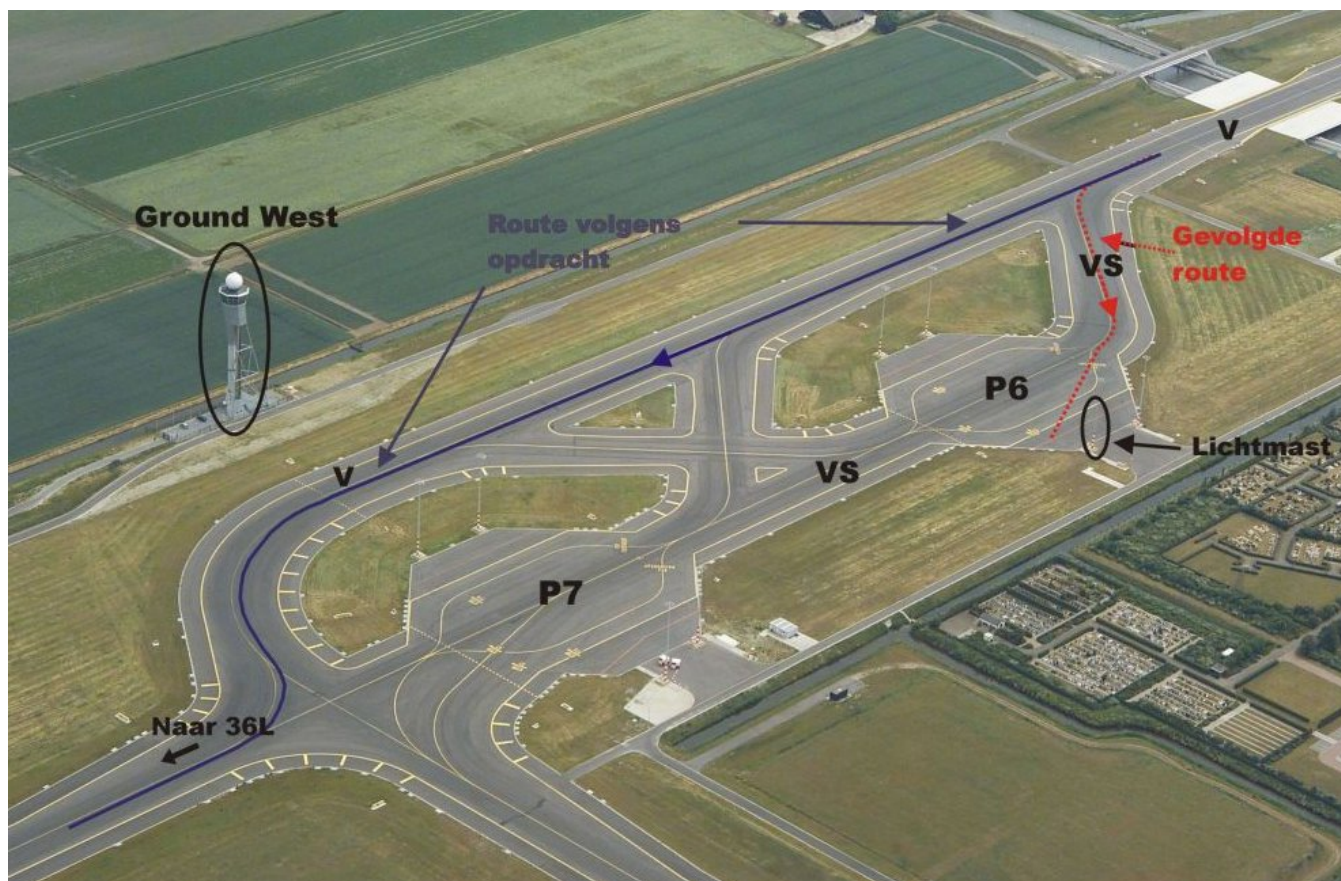 V
Ground West
Route volgens
opdracht
Gevolgde
route
VS
P6
Lichtmast
V
VS
P7
Naar 36L